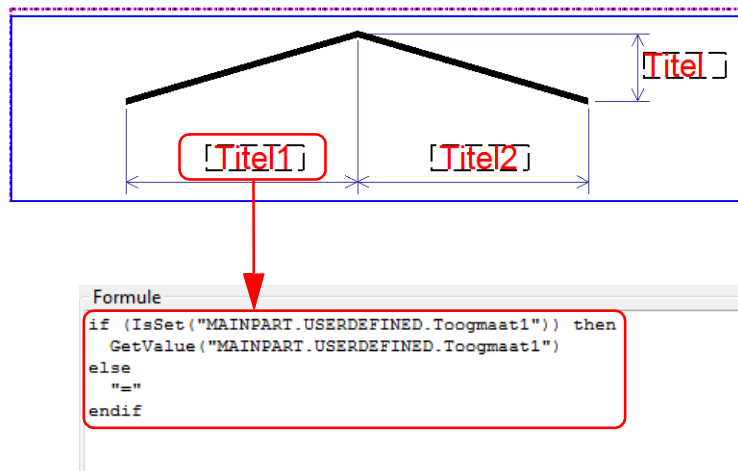 Titel
Titel1
Titel2
Formule
if (IsSet("MAINPART.USERDEFINED.Toogmaat1")) then
  GetValue("MAINPART.USERDEFINED.Toogmaat1")
else
  "="
endif